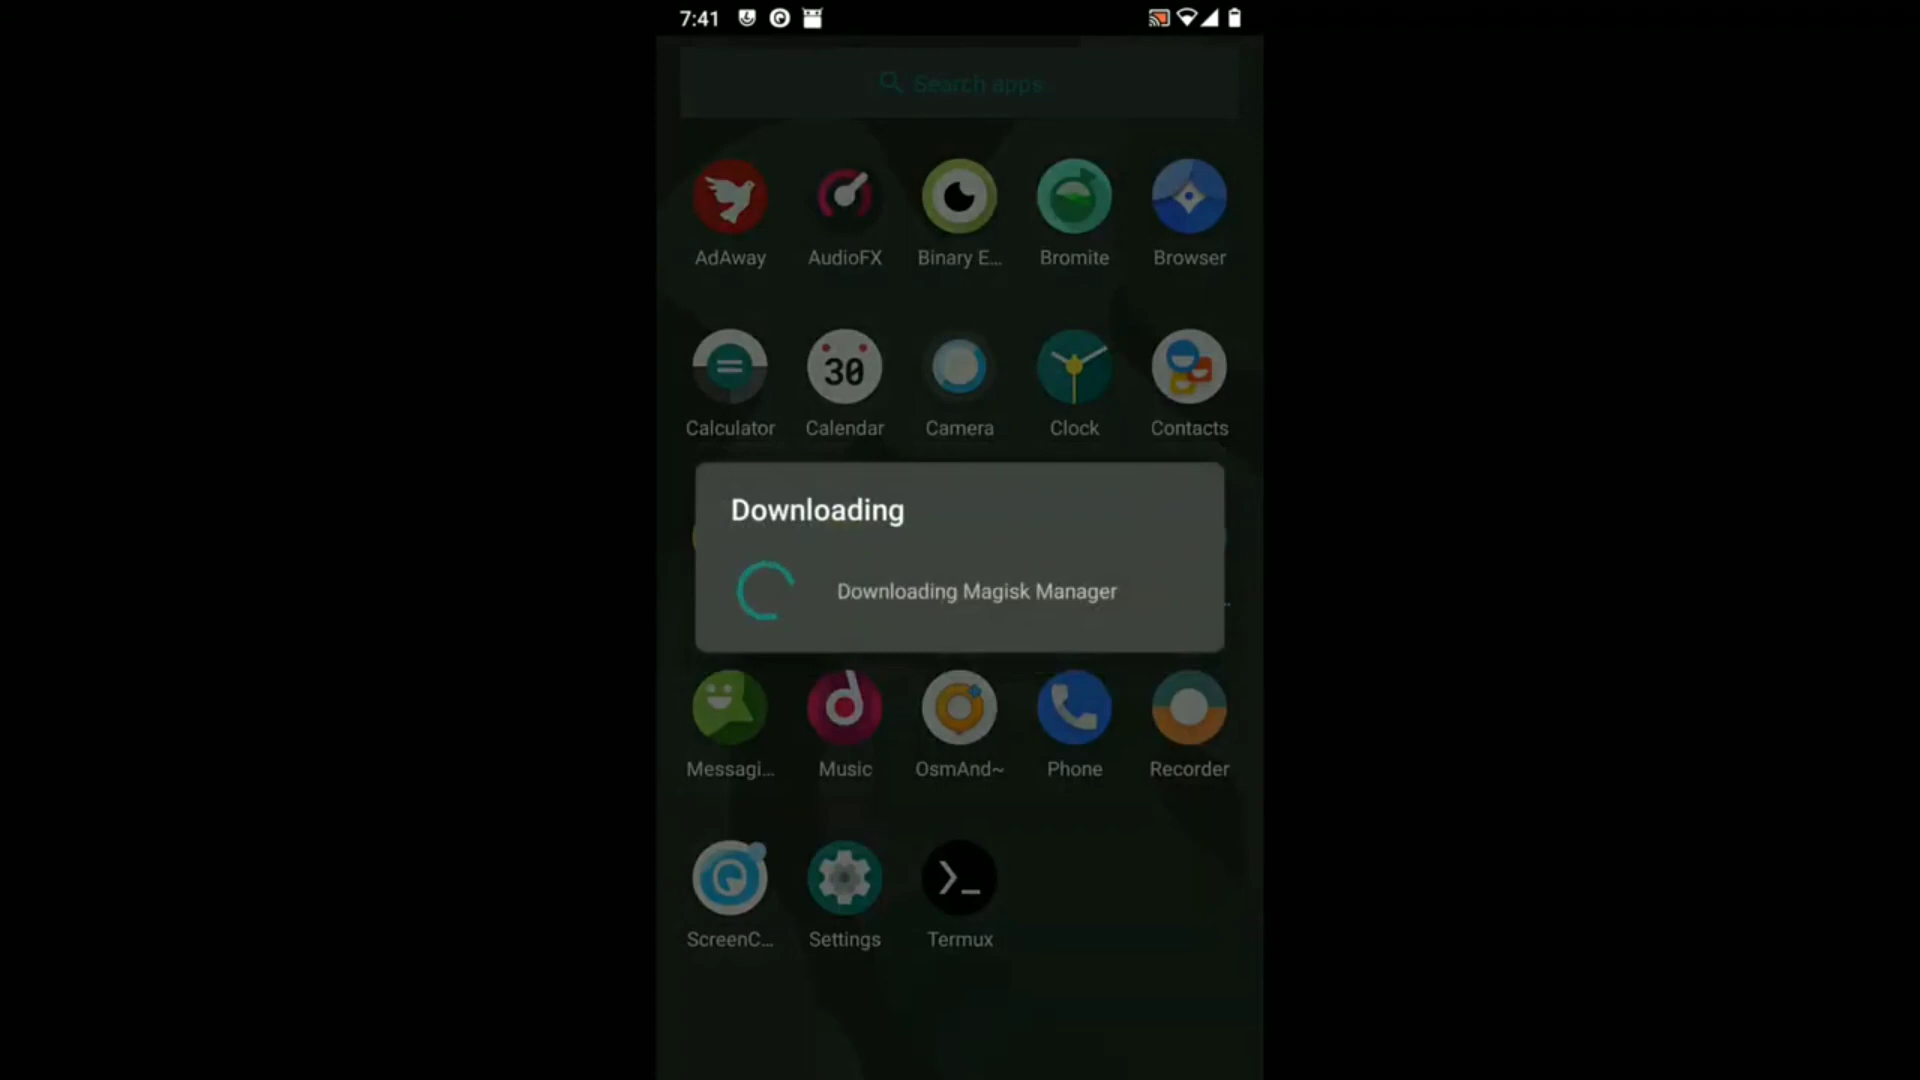 7:41
Search apps
AdAway
AudioFX
Binary E...
Bromite
Browser
30
Calculator
Calendar
Camera
Clock
Contacts
Downloading
Downloading Magisk Manager
Messagi...
Music
OsmAnd~
Phone
Recorder
ScreenC...
Settings
Termux